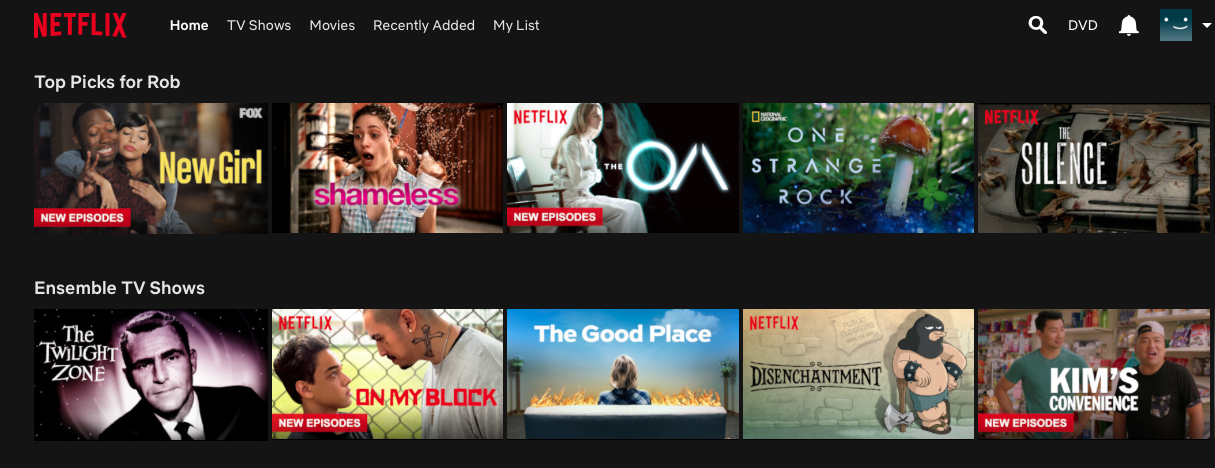 NETFLIX Home TV Shows Movies Recently Added My List DVD
Top Picks for Rob
FOX
New Girl
NEW EPISODES
shameless
NETFLIX
THE OA
NEW EPISODES
NATIONAL GEOGRAPHIC
ONE
STRANGE
ROCK
NETFLIX
THE
SILENCE
Ensemble TV Shows
The
TWILIGHT
ZONE
NETFLIX
ON MY BLOCK
NEW EPISODES
The Good Place
NETFLIX
DISENCHANTMENT
KIM'S
CONVENIENCE
NEW EPISODES